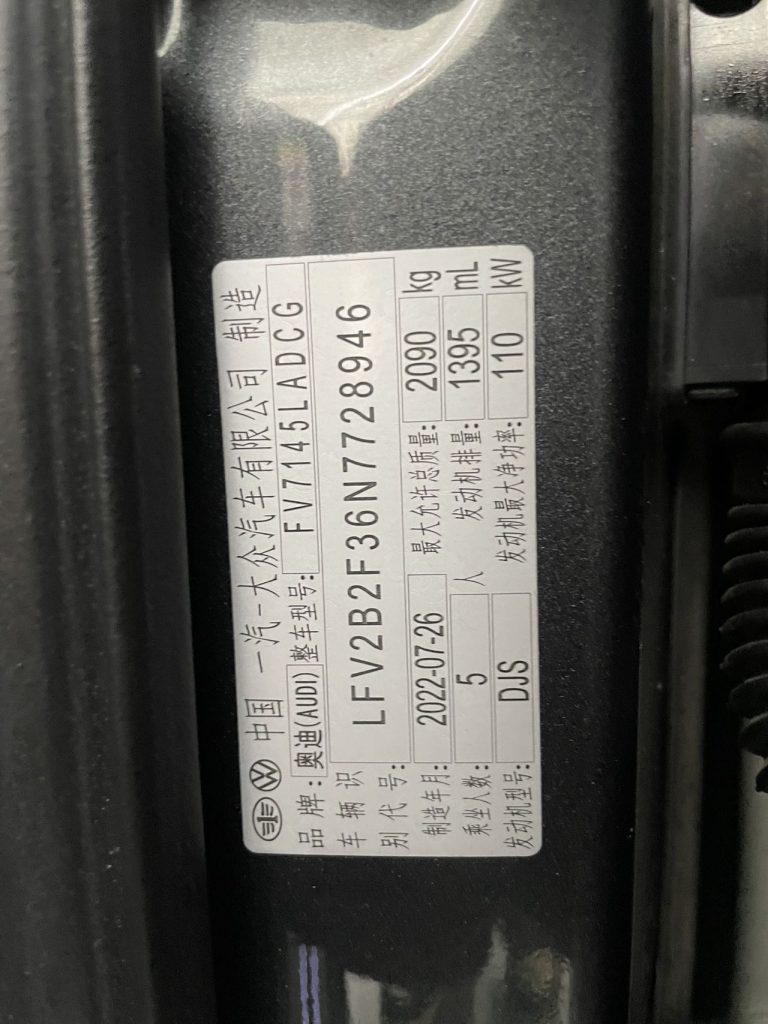 中国 一汽-大众汽车有限公司 制造
品牌: 奥迪(AUDI) 整车型号: FV7145LADCG
车辆识别代号: LFV2B2F36N7728946
制造年月: 2022-07-26 最大允许总质量: 2090 kg
乘坐人数: 5 人 发动机排量: 1395 mL
发动机型号: DJS 发动机最大净功率: 110 kW